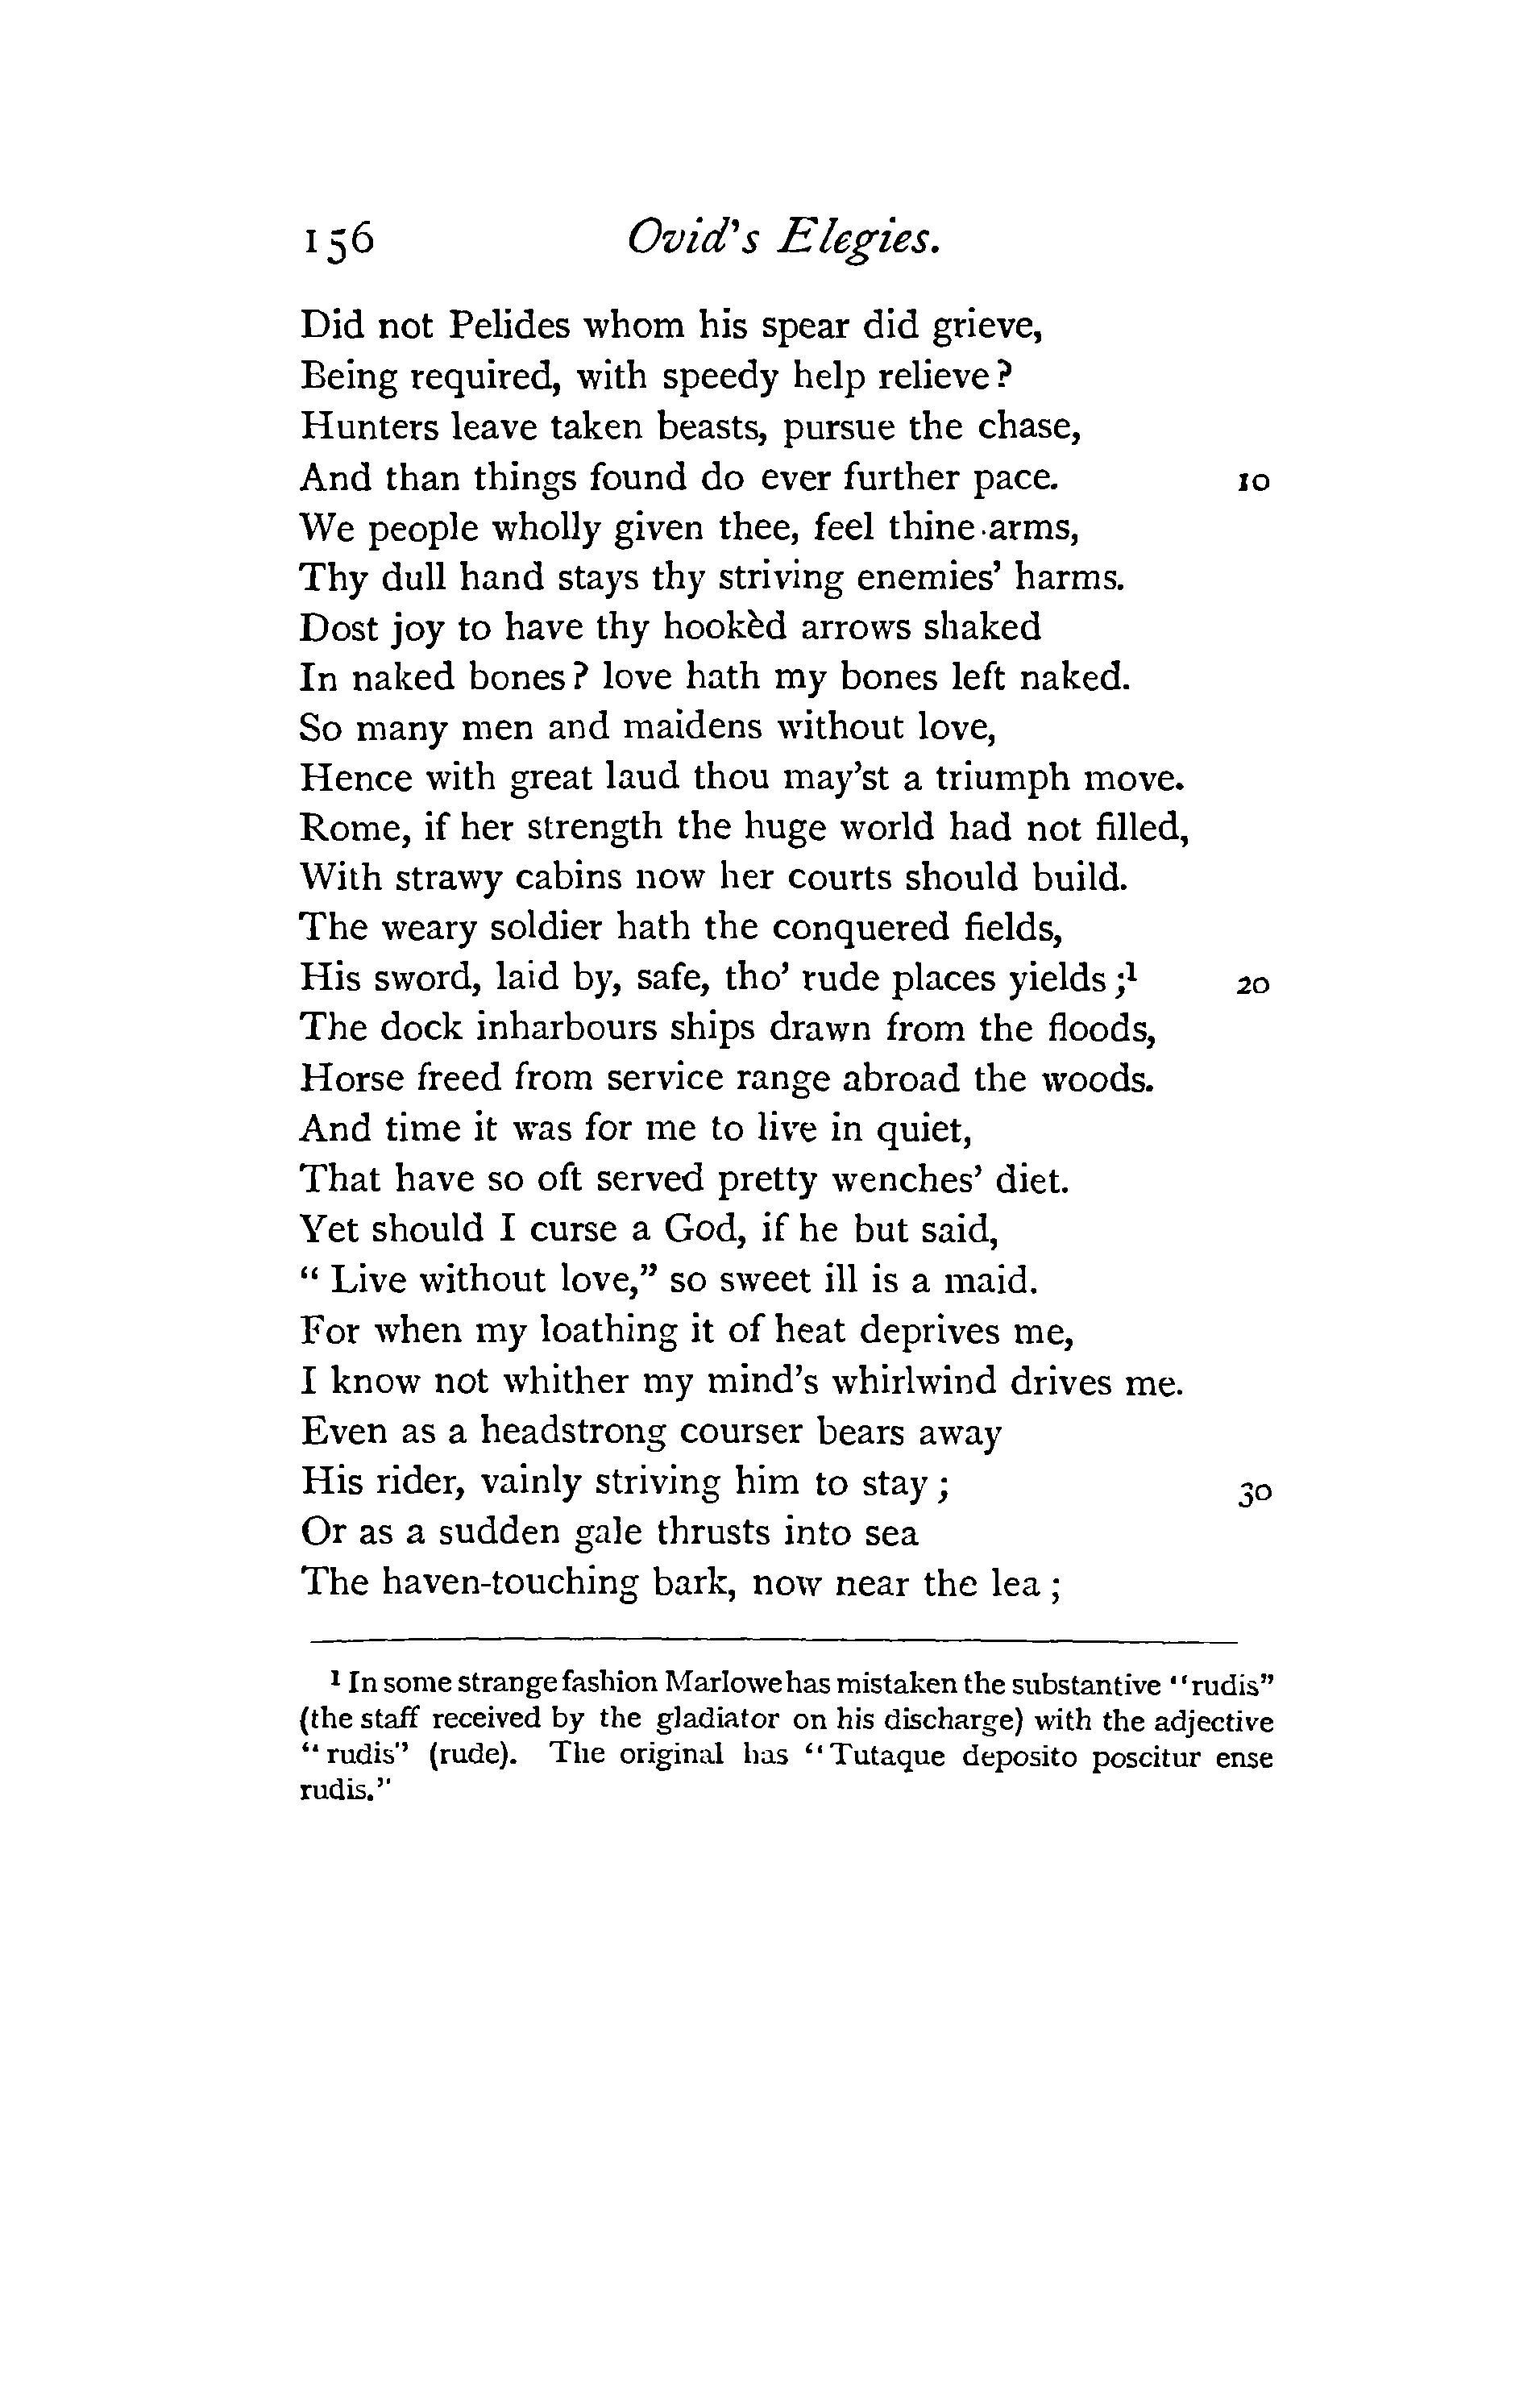 156 Ovid's Elegies.
Did not Pelides whom his spear did grieve,
Being required, with speedy help relieve?
Hunters leave taken beasts, pursue the chase,
And than things found do ever further pace. 10
We people wholly given thee, feel thine arms,
Thy dull hand stays thy striving enemies' harms.
Dost joy to have thy hookèd arrows shaked
In naked bones? love hath my bones left naked.
So many men and maidens without love,
Hence with great laud thou may'st a triumph move.
Rome, if her strength the huge world had not filled,
With strawy cabins now her courts should build.
The weary soldier hath the conquered fields,
His sword, laid by, safe, tho' rude places yields;¹ 20
The dock inharbours ships drawn from the floods,
Horse freed from service range abroad the woods.
And time it was for me to live in quiet,
That have so oft served pretty wenches' diet.
Yet should I curse a God, if he but said,
"Live without love," so sweet ill is a maid.
For when my loathing it of heat deprives me,
I know not whither my mind's whirlwind drives me.
Even as a headstrong courser bears away
His rider, vainly striving him to stay; 30
Or as a sudden gale thrusts into sea
The haven-touching bark, now near the lea;
¹ In some strange fashion Marlowe has mistaken the substantive "rudis"
(the staff received by the gladiator on his discharge) with the adjective
"rudis" (rude). The original has "Tutaque deposito poscitur ense
rudis."